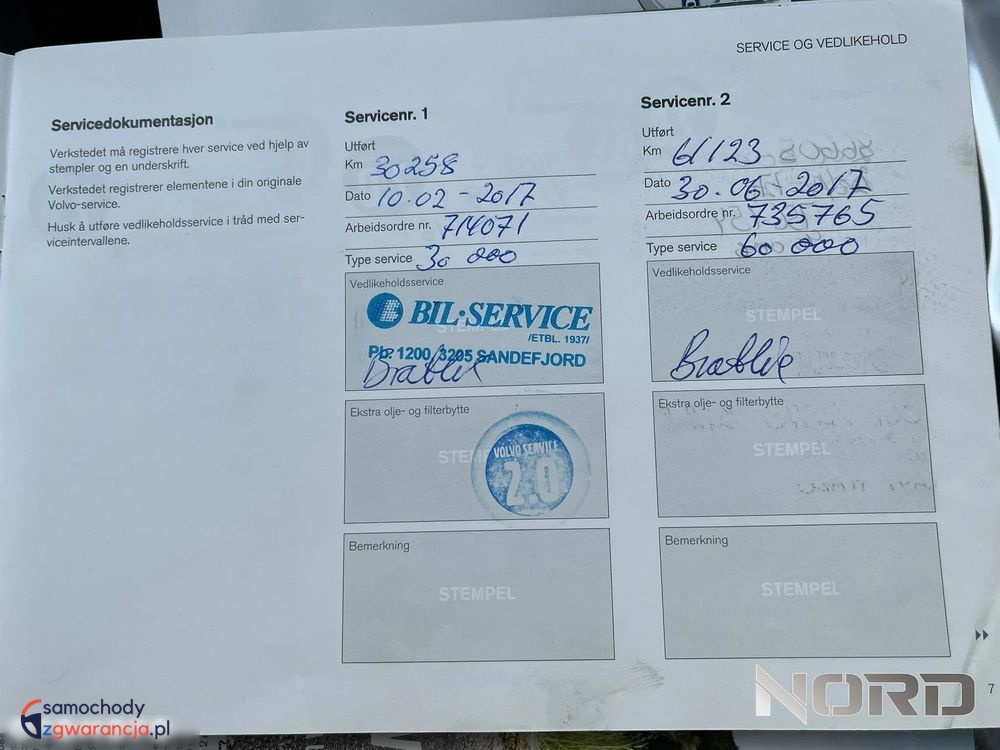 SERVICE OG VEDLIKEHOLD
Servicedokumentasjon
Verkstedet må registrere hver service ved hjelp av
stempler og en underskrift.
Verkstedet registrerer elementene i din originale
Volvo-service.
Husk å utføre vedlikeholdsservice i tråd med ser-
viceintervallene.
Servicenr. 1
Utført
Km 30258
Dato 10.02-2017
Arbeidsordre nr. 714071
Type service 30 000
Vedlikeholdsservice
STEMPEL
BIL-SERVICE
/ETBL. 1937/
Pb. 1200, 3205 SANDEFJORD
Ekstra olje- og filterbytte
STEMPEL
VOLVO SERVICE
2.0
Bemerkning
STEMPEL
Servicenr. 2
Utført
Km 61123
Dato 30.06 2017
Arbeidsordre nr. 735765
Type service 60 000
Vedlikeholdsservice
STEMPEL
Ekstra olje- og filterbytte
STEMPEL
Bemerkning
STEMPEL
7
NORD
samochody
zgwarancja.pl